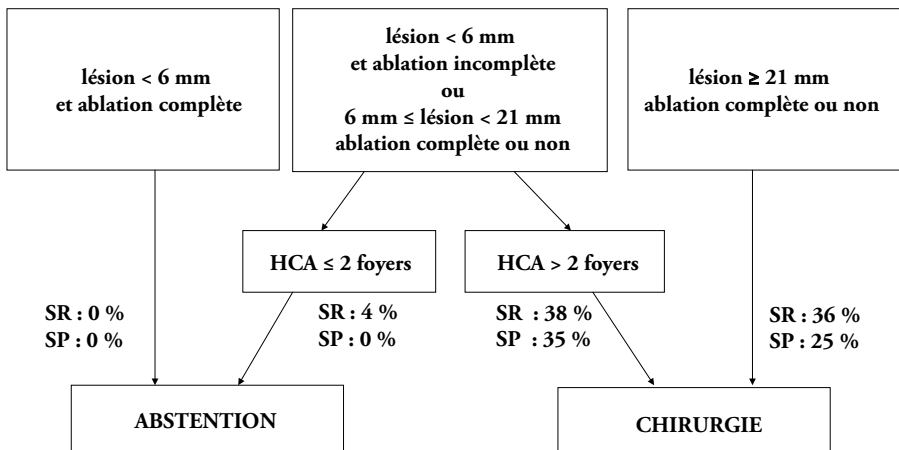 lésion < 6 mm
et ablation complète
lésion < 6 mm
et ablation incomplète
ou
6 mm ≤ lésion < 21 mm
ablation complète ou non
lésion ≥ 21 mm
ablation complète ou non
HCA ≤ 2 foyers
HCA > 2 foyers
SR : 0 %
SP : 0 %
SR : 4 %
SP : 0 %
SR : 38 %
SP : 35 %
SR : 36 %
SP : 25 %
ABSTENTION
CHIRURGIE